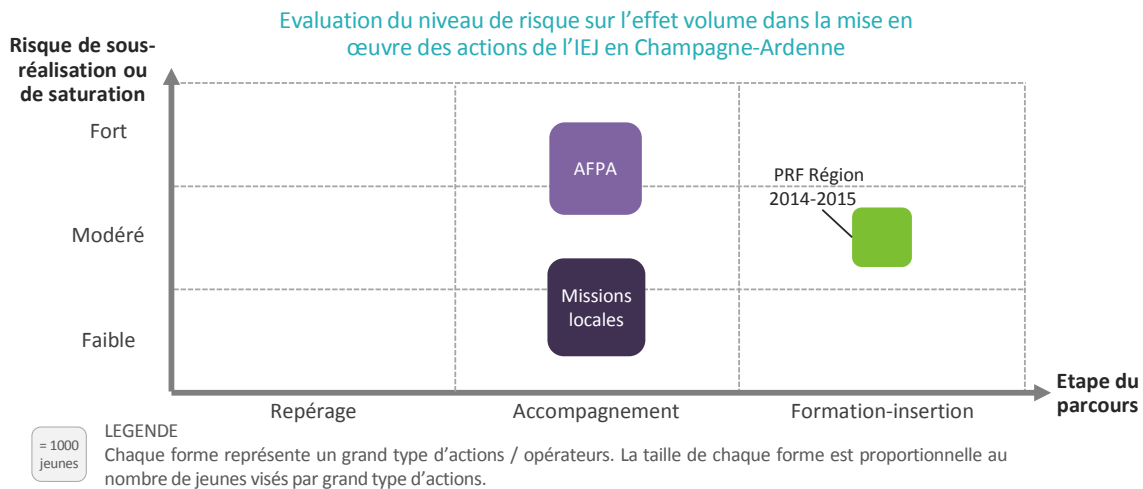 Evaluation du niveau de risque sur l’effet volume dans la mise en
œuvre des actions de l’IEJ en Champagne-Ardenne
Risque de sous-
réalisation ou
de saturation
Fort
AFPA
PRF Région
2014-2015
Modéré
Missions
locales
Faible
Etape du
parcours
Repérage
Accompagnement
Formation-insertion
= 1000
jeunes
LEGENDE
Chaque forme représente un grand type d’actions / opérateurs. La taille de chaque forme est proportionnelle au
nombre de jeunes visés par grand type d’actions.